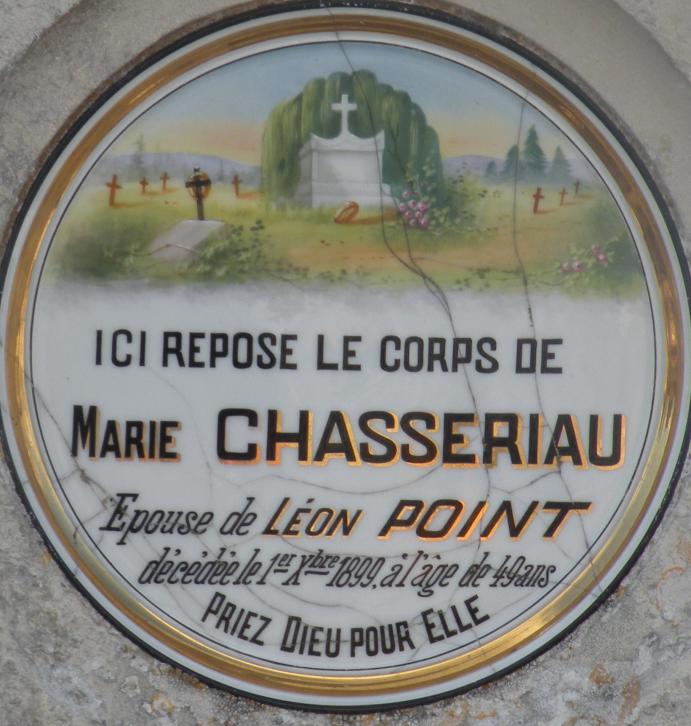 ICI REPOSE LE CORPS DE
MARIE CHASSERIAU
Epouse de LÉON POINT
décédée le 1er Xbre 1899, à l'âge de 49 ans
PRIEZ DIEU POUR ELLE